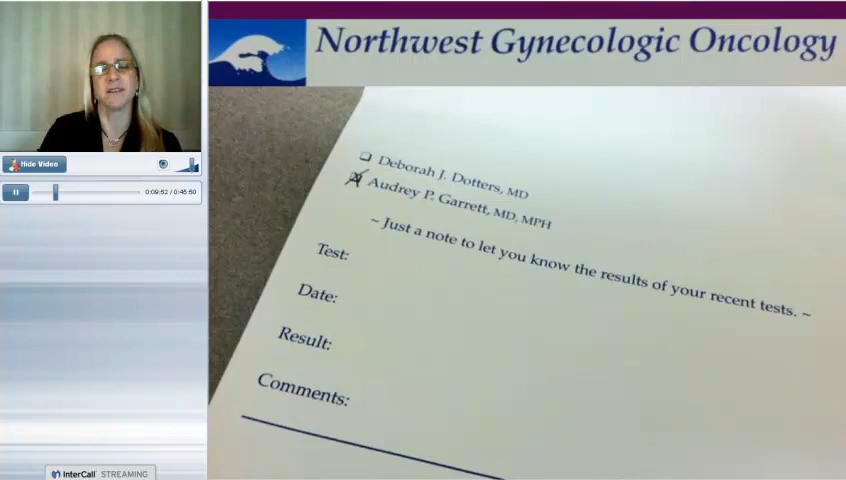 Northwest Gynecologic Oncology
Deborah J. Dotters, MD
Audrey P. Garrett, MD, MPH
~ Just a note to let you know the results of your recent tests. ~
Test:
Date:
Result:
Comments:
Hide Video
0:09:52 / 0:46:50
InterCall STREAMING